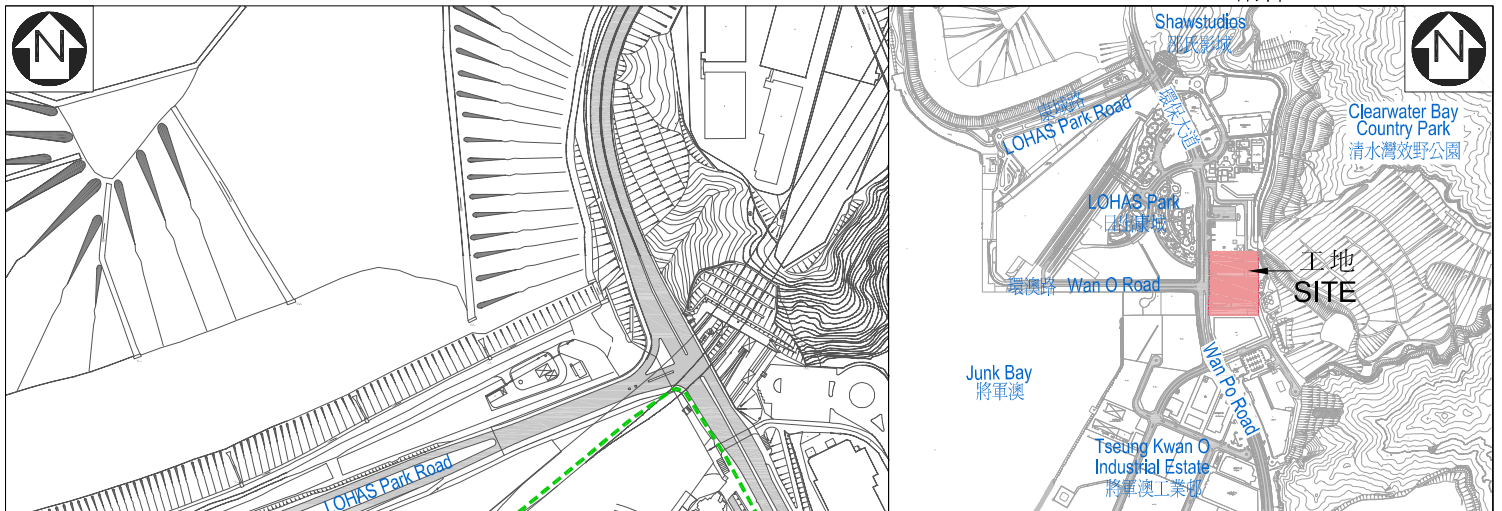 N
LOHAS Park Road
N
Shawstudios
邵氏影城
康城路
LOHAS Park Road
環保大道
Clearwater Bay
Country Park
清水灣效野公園
LOHAS Park
日出康城
工地
SITE
環澳路 Wan O Road
Wan Po Road
Junk Bay
將軍澳
Tseung Kwan O
Industrial Estate
將軍澳工業邨